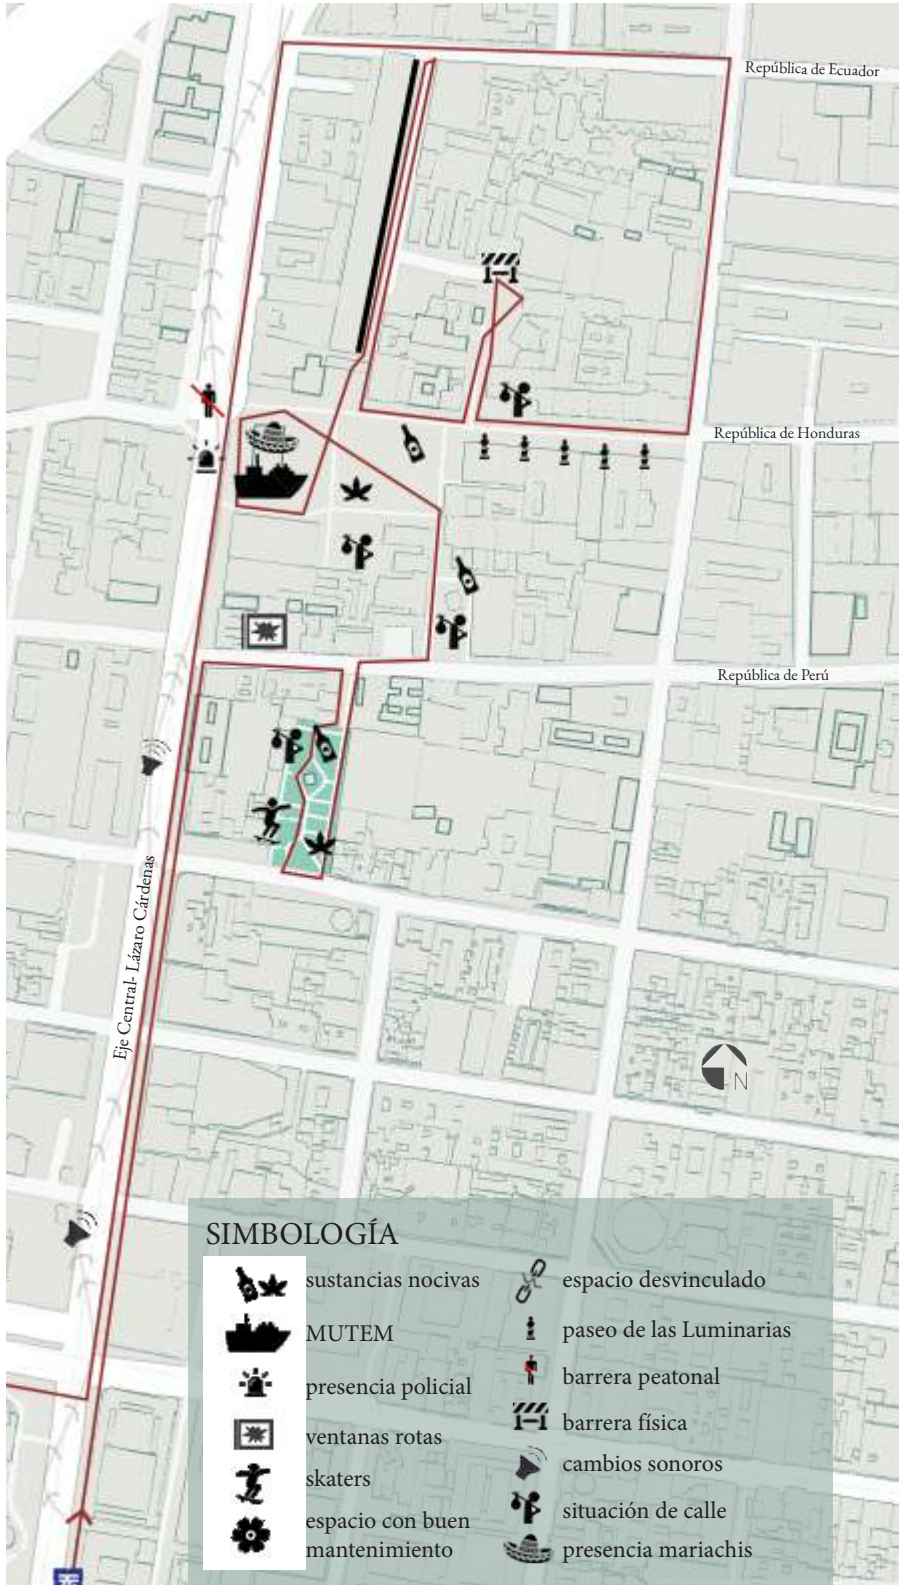 República de Ecuador
República de Honduras
República de Perú
Eje Central- Lázaro Cárdenas
N
SIMBOLOGÍA
sustancias nocivas
MUTEM
presencia policial
ventanas rotas
skaters
espacio con buen
mantenimiento
espacio desvinculado
paseo de las Luminarias
barrera peatonal
barrera física
cambios sonoros
situación de calle
presencia mariachis